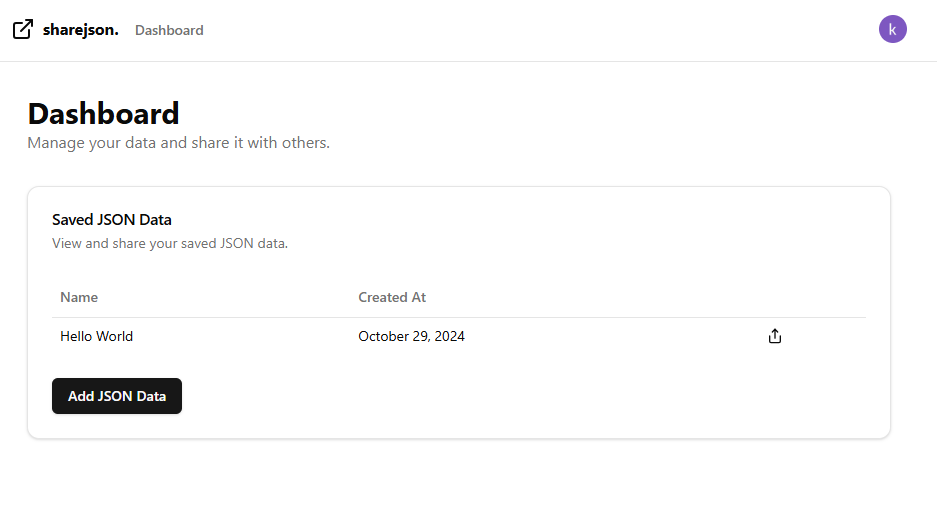 sharejson. Dashboard k
Dashboard
Manage your data and share it with others.
Saved JSON Data
View and share your saved JSON data.
Name Created At
Hello World October 29, 2024
Add JSON Data